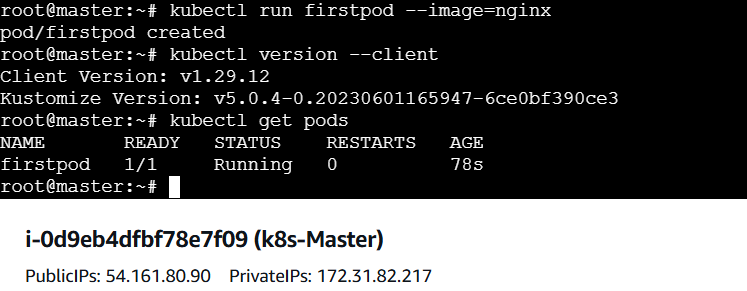 root@master:~# kubectl run firstpod --image=nginx
pod/firstpod created
root@master:~# kubectl version --client
Client Version: v1.29.12
Kustomize Version: v5.0.4-0.20230601165947-6ce0bf390ce3
root@master:~# kubectl get pods
NAME READY STATUS RESTARTS AGE
firstpod 1/1 Running 0 78s
root@master:~#
i-0d9eb4dfbf78e7f09 (k8s-Master)
PublicIPs: 54.161.80.90 PrivateIPs: 172.31.82.217